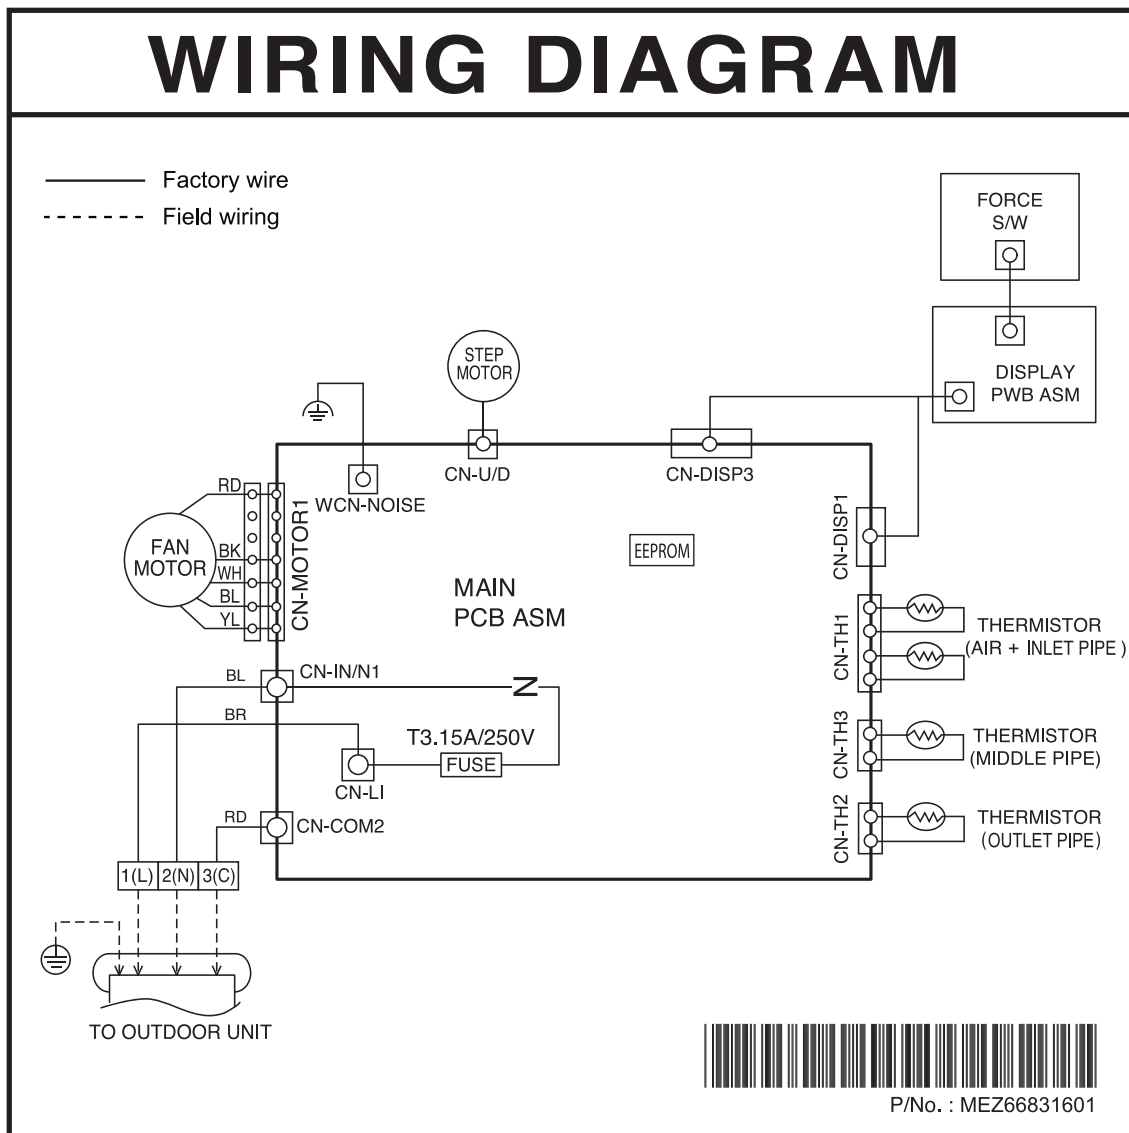 WIRING DIAGRAM
Factory wire
Field wiring
FORCE
S/W
DISPLAY
PWB ASM
STEP
MOTOR
CN-U/D
CN-DISP3
WCN-NOISE
RD
BK
WH
BL
YL
FAN
MOTOR
CN-MOTOR1
EEPROM
MAIN
PCB ASM
CN-DISP1
CN-TH1
THERMISTOR
(AIR + INLET PIPE )
CN-TH3
THERMISTOR
(MIDDLE PIPE)
CN-TH2
THERMISTOR
(OUTLET PIPE)
BL
CN-IN/N1
N
BR
T3.15A/250V
FUSE
CN-LI
RD
CN-COM2
1(L) 2(N) 3(C)
TO OUTDOOR UNIT
P/No. : MEZ66831601